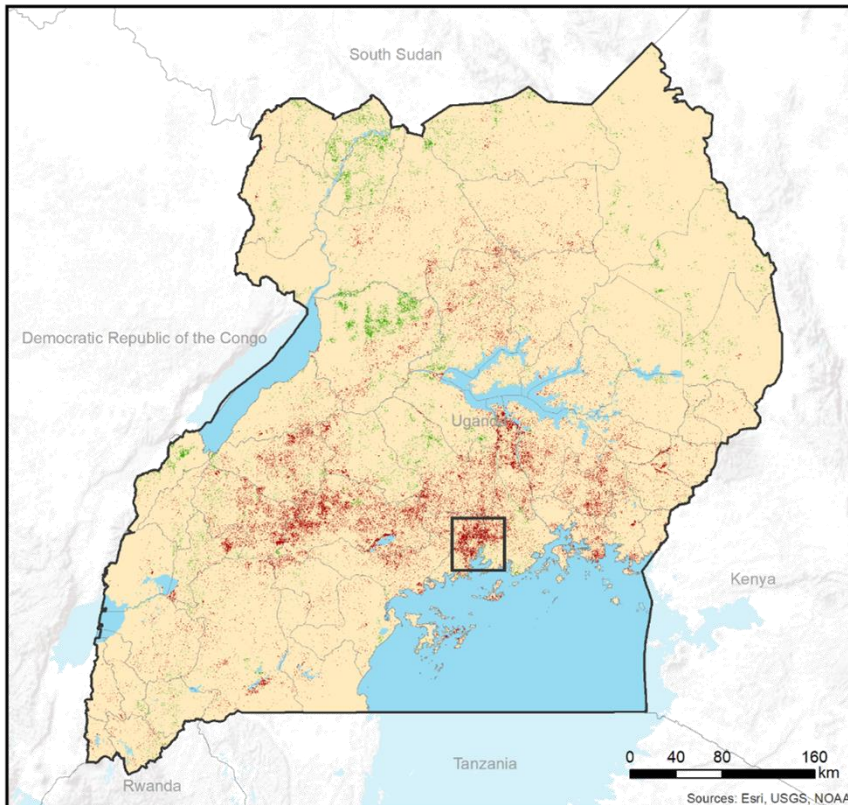 South Sudan
Democratic Republic of the Congo
Uganda
Kenya
Tanzania
Rwanda
0 40 80 160
km
Sources: Esri, USGS, NOAA